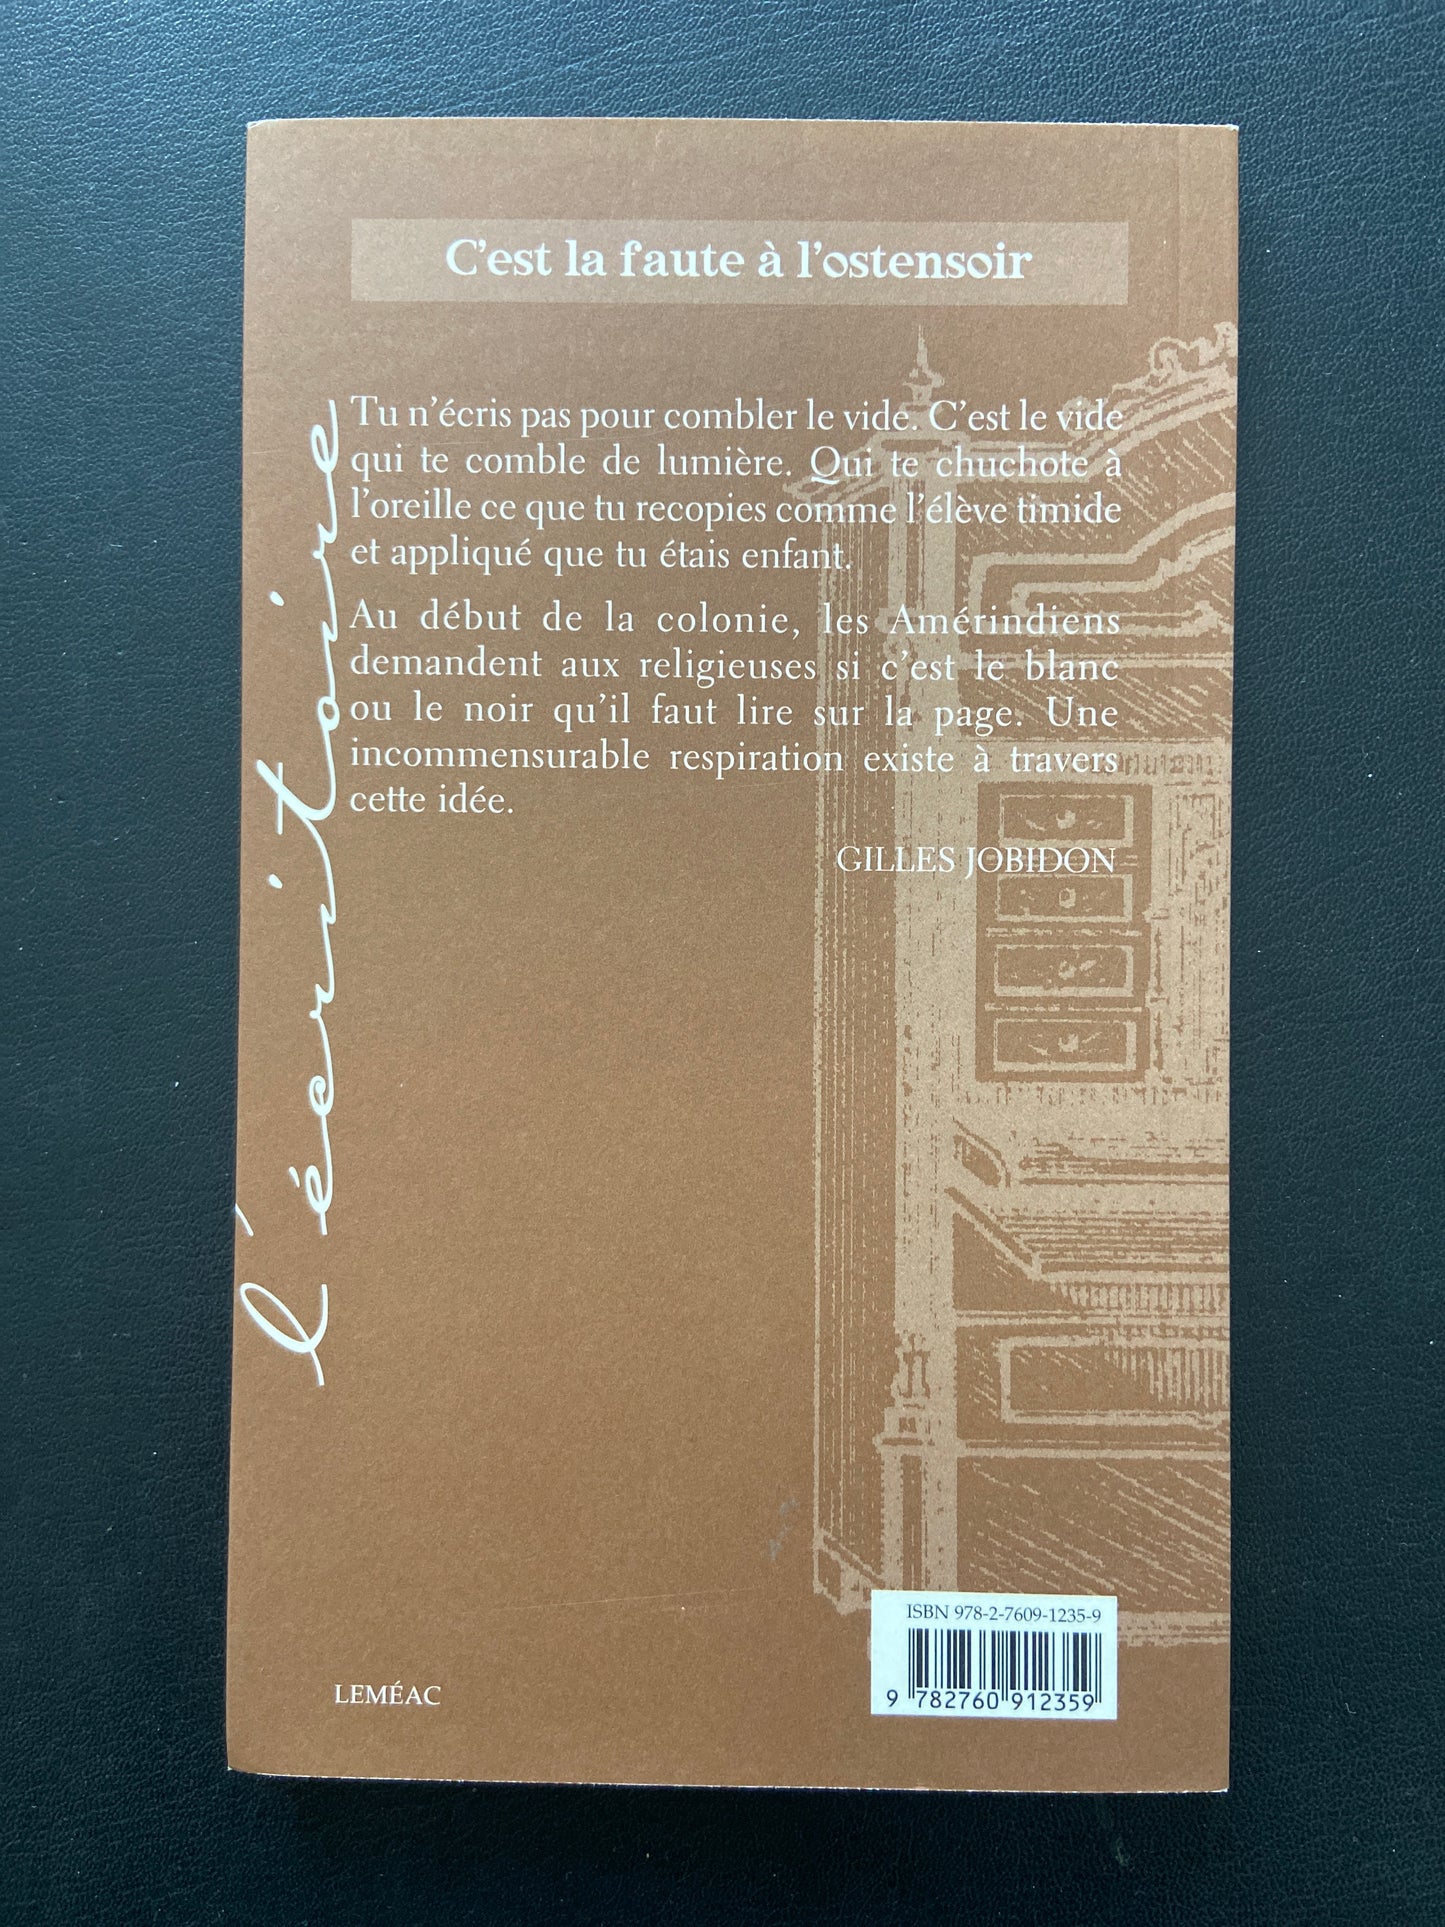 C'est la faute à l'ostensoir
Tu n'écris pas pour combler le vide. C'est le vide
qui te comble de lumière. Qui te chuchote à
l'oreille ce que tu recopies comme l'élève timide
et appliqué que tu étais enfant.
Au début de la colonie, les Amérindiens
demandent aux religieuses si c'est le blanc
ou le noir qu'il faut lire sur la page. Une
incommensurable respiration existe à travers
cette idée.
GILLES JOBIDON
l'écritoire
ISBN 978-2-7609-1235-9
9 782760 912359
LEMÉAC